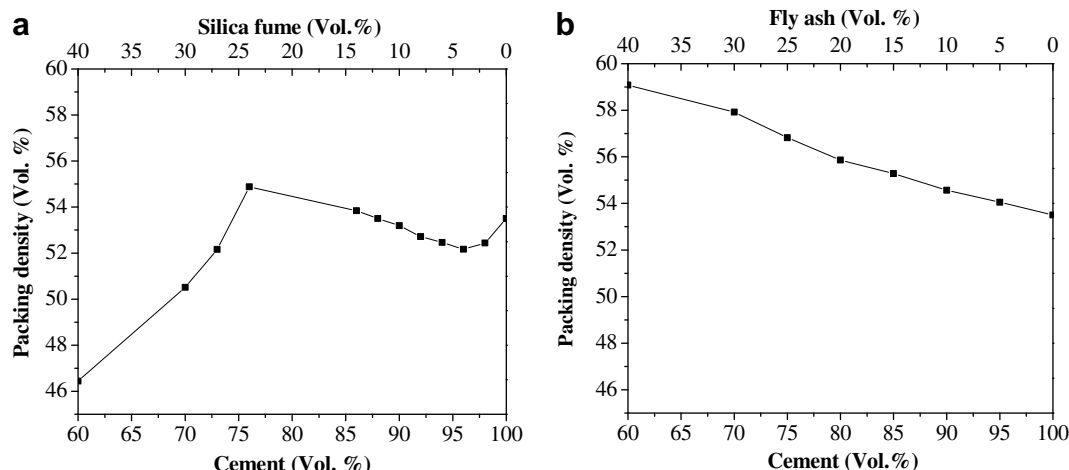 a
Silica fume (Vol.%)
40 35 30 25 20 15 10 5 0
60
58
56
54
52
50
48
46
Packing density (Vol. %)
60 65 70 75 80 85 90 95 100
Cement (Vol. %)
b
Fly ash (Vol.%)
40 35 30 25 20 15 10 5 0
60
58
56
54
52
50
48
46
Packing density (Vol. %)
60 65 70 75 80 85 90 95 100
Cement (Vol.%)